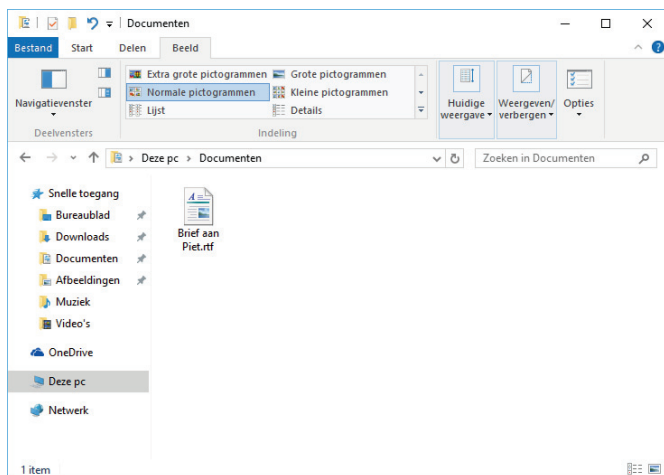 Documenten
Bestand Start Delen Beeld
Navigatievenster
Extra grote pictogrammen Grote pictogrammen
Normale pictogrammen Kleine pictogrammen
Lijst Details
Huidige
weergave
Weergeven/
verbergen
Opties
Deelvensters Indeling
Deze pc > Documenten
Zoeken in Documenten
Snelle toegang
Bureaublad
Downloads
Documenten
Afbeeldingen
Muziek
Video's
OneDrive
Deze pc
Netwerk
Brief aan
Piet.rtf
1 item